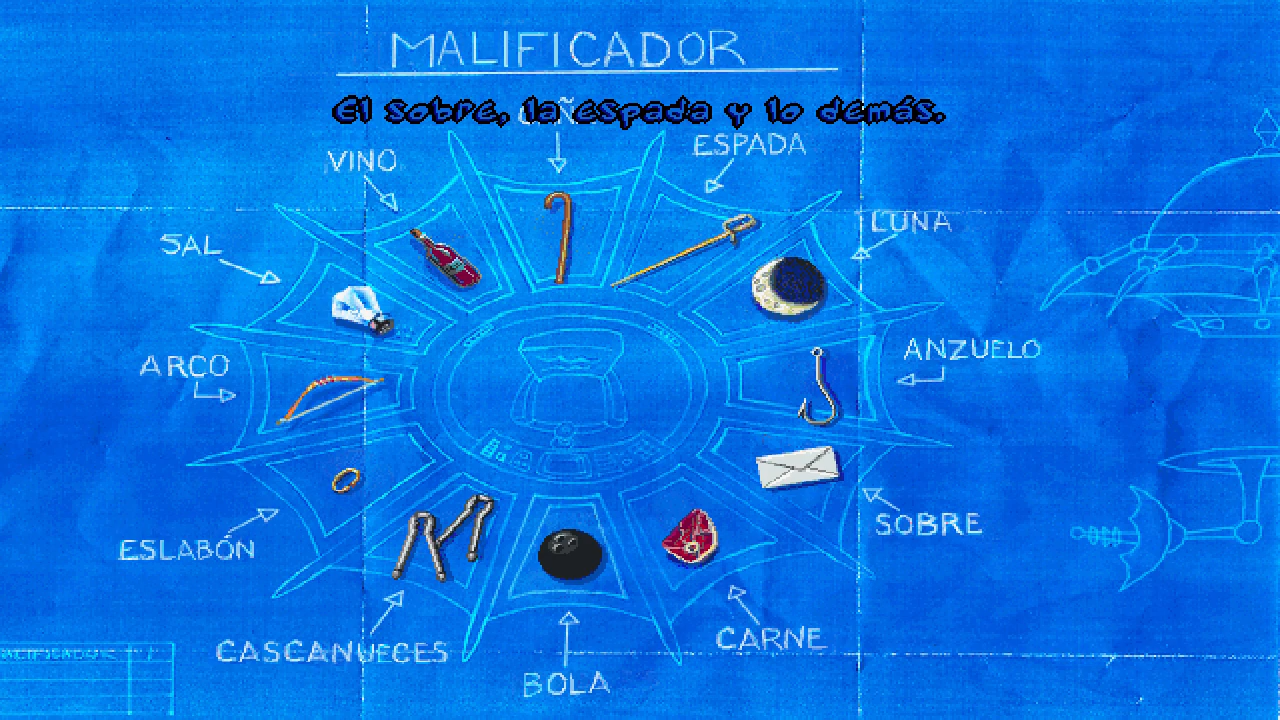 MALIFICADOR
El sobre, la espada y lo demás.
ESPADA
VINO
LUNA
SAL
ANZUELO
ARCO
SOBRE
ESLABÓN
CARNE
CASCANUECES
BOLA